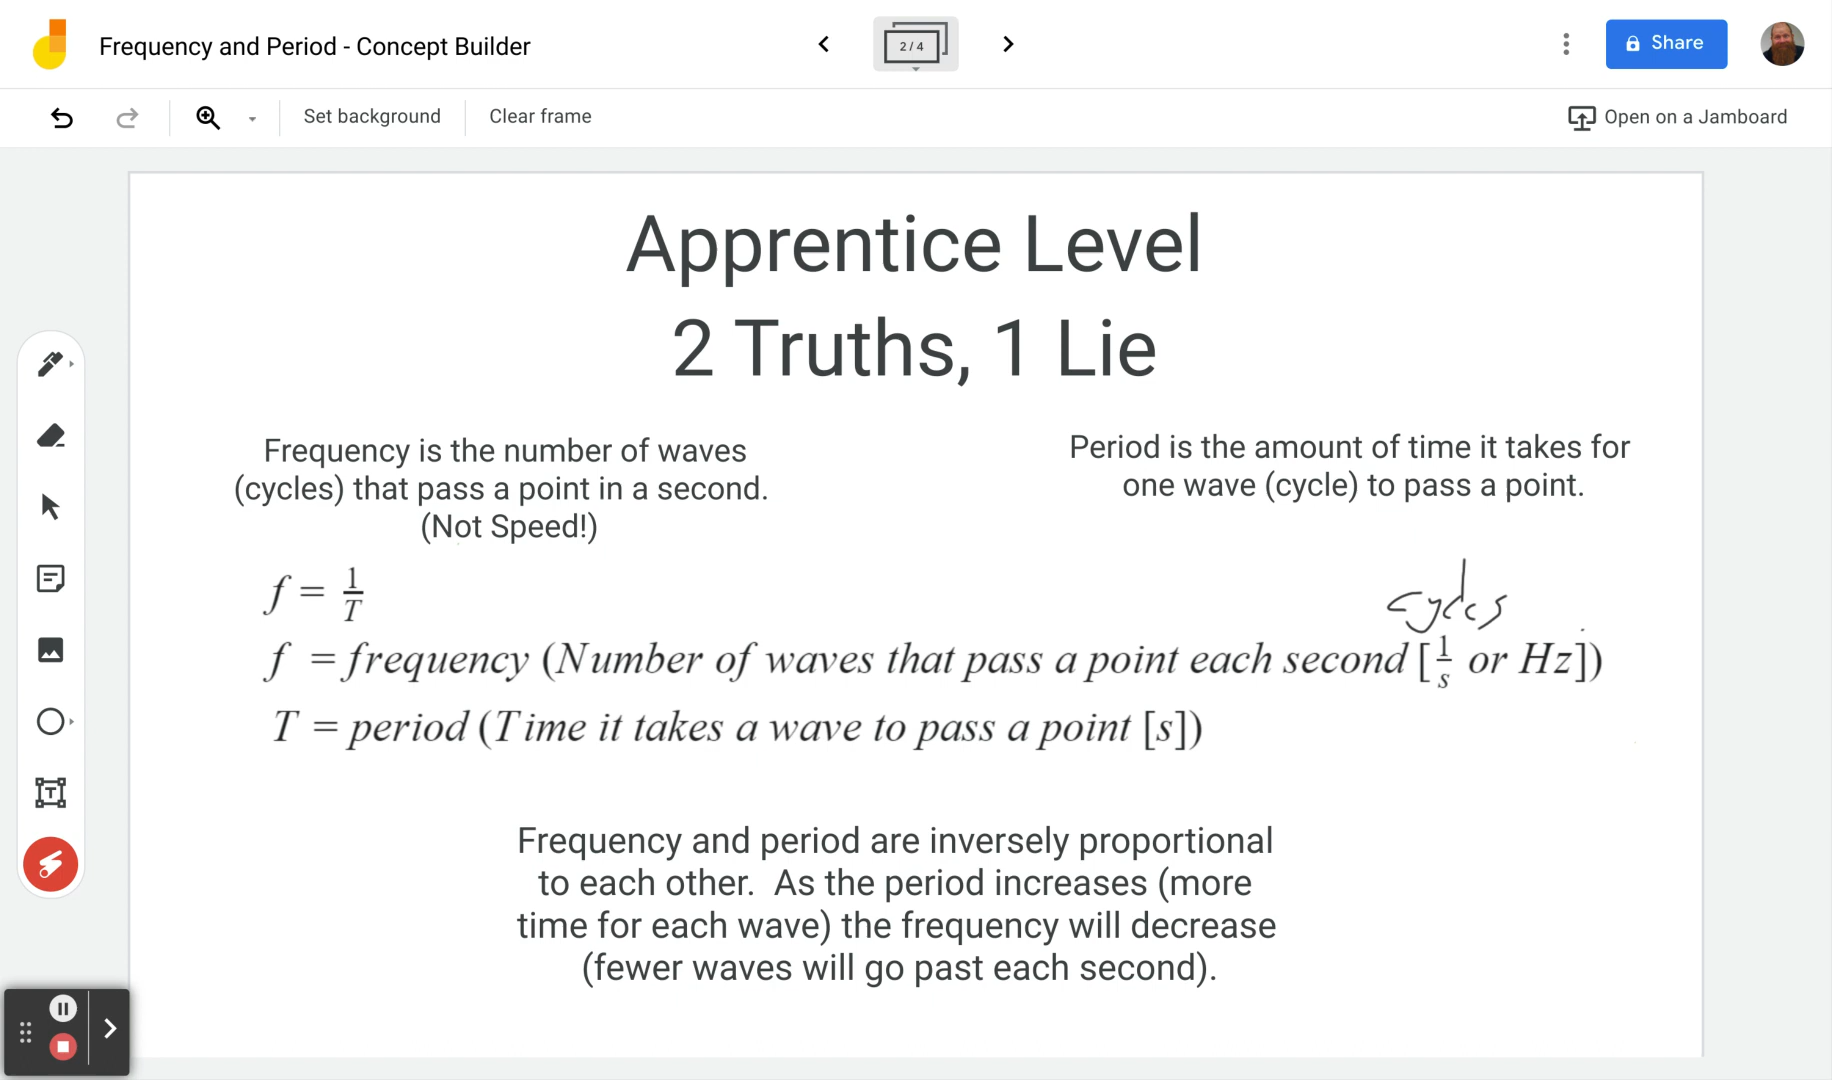 Frequency and Period - Concept Builder
2 / 4
Share
Set background
Clear frame
Open on a Jamboard
Apprentice Level
2 Truths, 1 Lie
Frequency is the number of waves
(cycles) that pass a point in a second.
(Not Speed!)
Period is the amount of time it takes for
one wave (cycle) to pass a point.
f = 1/T
cycles
f = frequency (Number of waves that pass a point each second [1/s or Hz])
T = period (Time it takes a wave to pass a point [s])
Frequency and period are inversely proportional
to each other. As the period increases (more
time for each wave) the frequency will decrease
(fewer waves will go past each second).